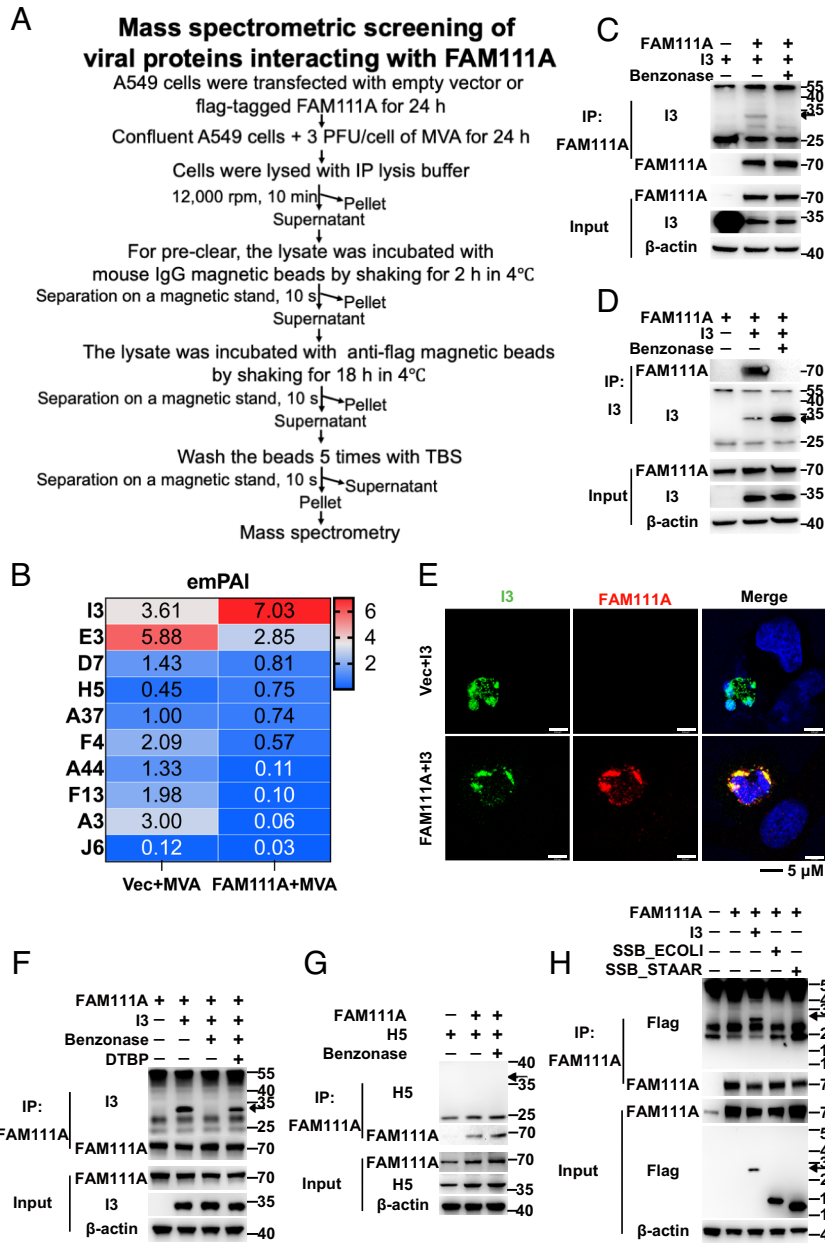 A
Mass spectrometric screening of
viral proteins interacting with FAM111A
A549 cells were transfected with empty vector or
flag-tagged FAM111A for 24 h
Confluent A549 cells + 3 PFU/cell of MVA for 24 h
Cells were lysed with IP lysis buffer
12,000 rpm, 10 min
Pellet
Supernatant
For pre-clear, the lysate was incubated with
mouse IgG magnetic beads by shaking for 2 h in 4℃
Separation on a magnetic stand, 10 s
Pellet
Supernatant
The lysate was incubated with anti-flag magnetic beads
by shaking for 18 h in 4℃
Separation on a magnetic stand, 10 s
Pellet
Supernatant
Wash the beads 5 times with TBS
Separation on a magnetic stand, 10 s
Supernatant
Pellet
Mass spectrometry
B
emPAI
I3 3.61 7.03
E3 5.88 2.85
D7 1.43 0.81
H5 0.45 0.75
A37 1.00 0.74
F4 2.09 0.57
A44 1.33 0.11
F13 1.98 0.10
A3 3.00 0.06
J6 0.12 0.03
Vec+MVA FAM111A+MVA
6
4
2
C
FAM111A − + +
I3 + + +
Benzonase − − +
IP:
FAM111A
I3
-55
-40
-35
-25
FAM111A -70
Input
FAM111A -70
I3 -35
β-actin -40
D
FAM111A + + +
I3 − + +
Benzonase − − +
IP:
I3
FAM111A -70
I3
-55
-40
-35
-25
Input
FAM111A -70
I3 -35
β-actin -40
E
I3 FAM111A Merge
Vec+I3
FAM111A+I3
5 μM
F
FAM111A + + + +
I3 − + + +
Benzonase − − + +
DTBP − − − +
IP:
FAM111A
I3
55
40
35
25
FAM111A 70
Input
FAM111A -70
I3 -35
β-actin -40
G
FAM111A − + +
H5 + + +
Benzonase − − +
IP:
FAM111A
H5
-40
35
-25
FAM111A -70
Input
FAM111A -70
H5 -35
β-actin -40
H
FAM111A − + + + +
I3 − − + − −
SSB_ECOLI − − − + −
SSB_STAAR − − − − +
IP:
FAM111A
Flag
FAM111A
Input
FAM111A
Flag
β-actin